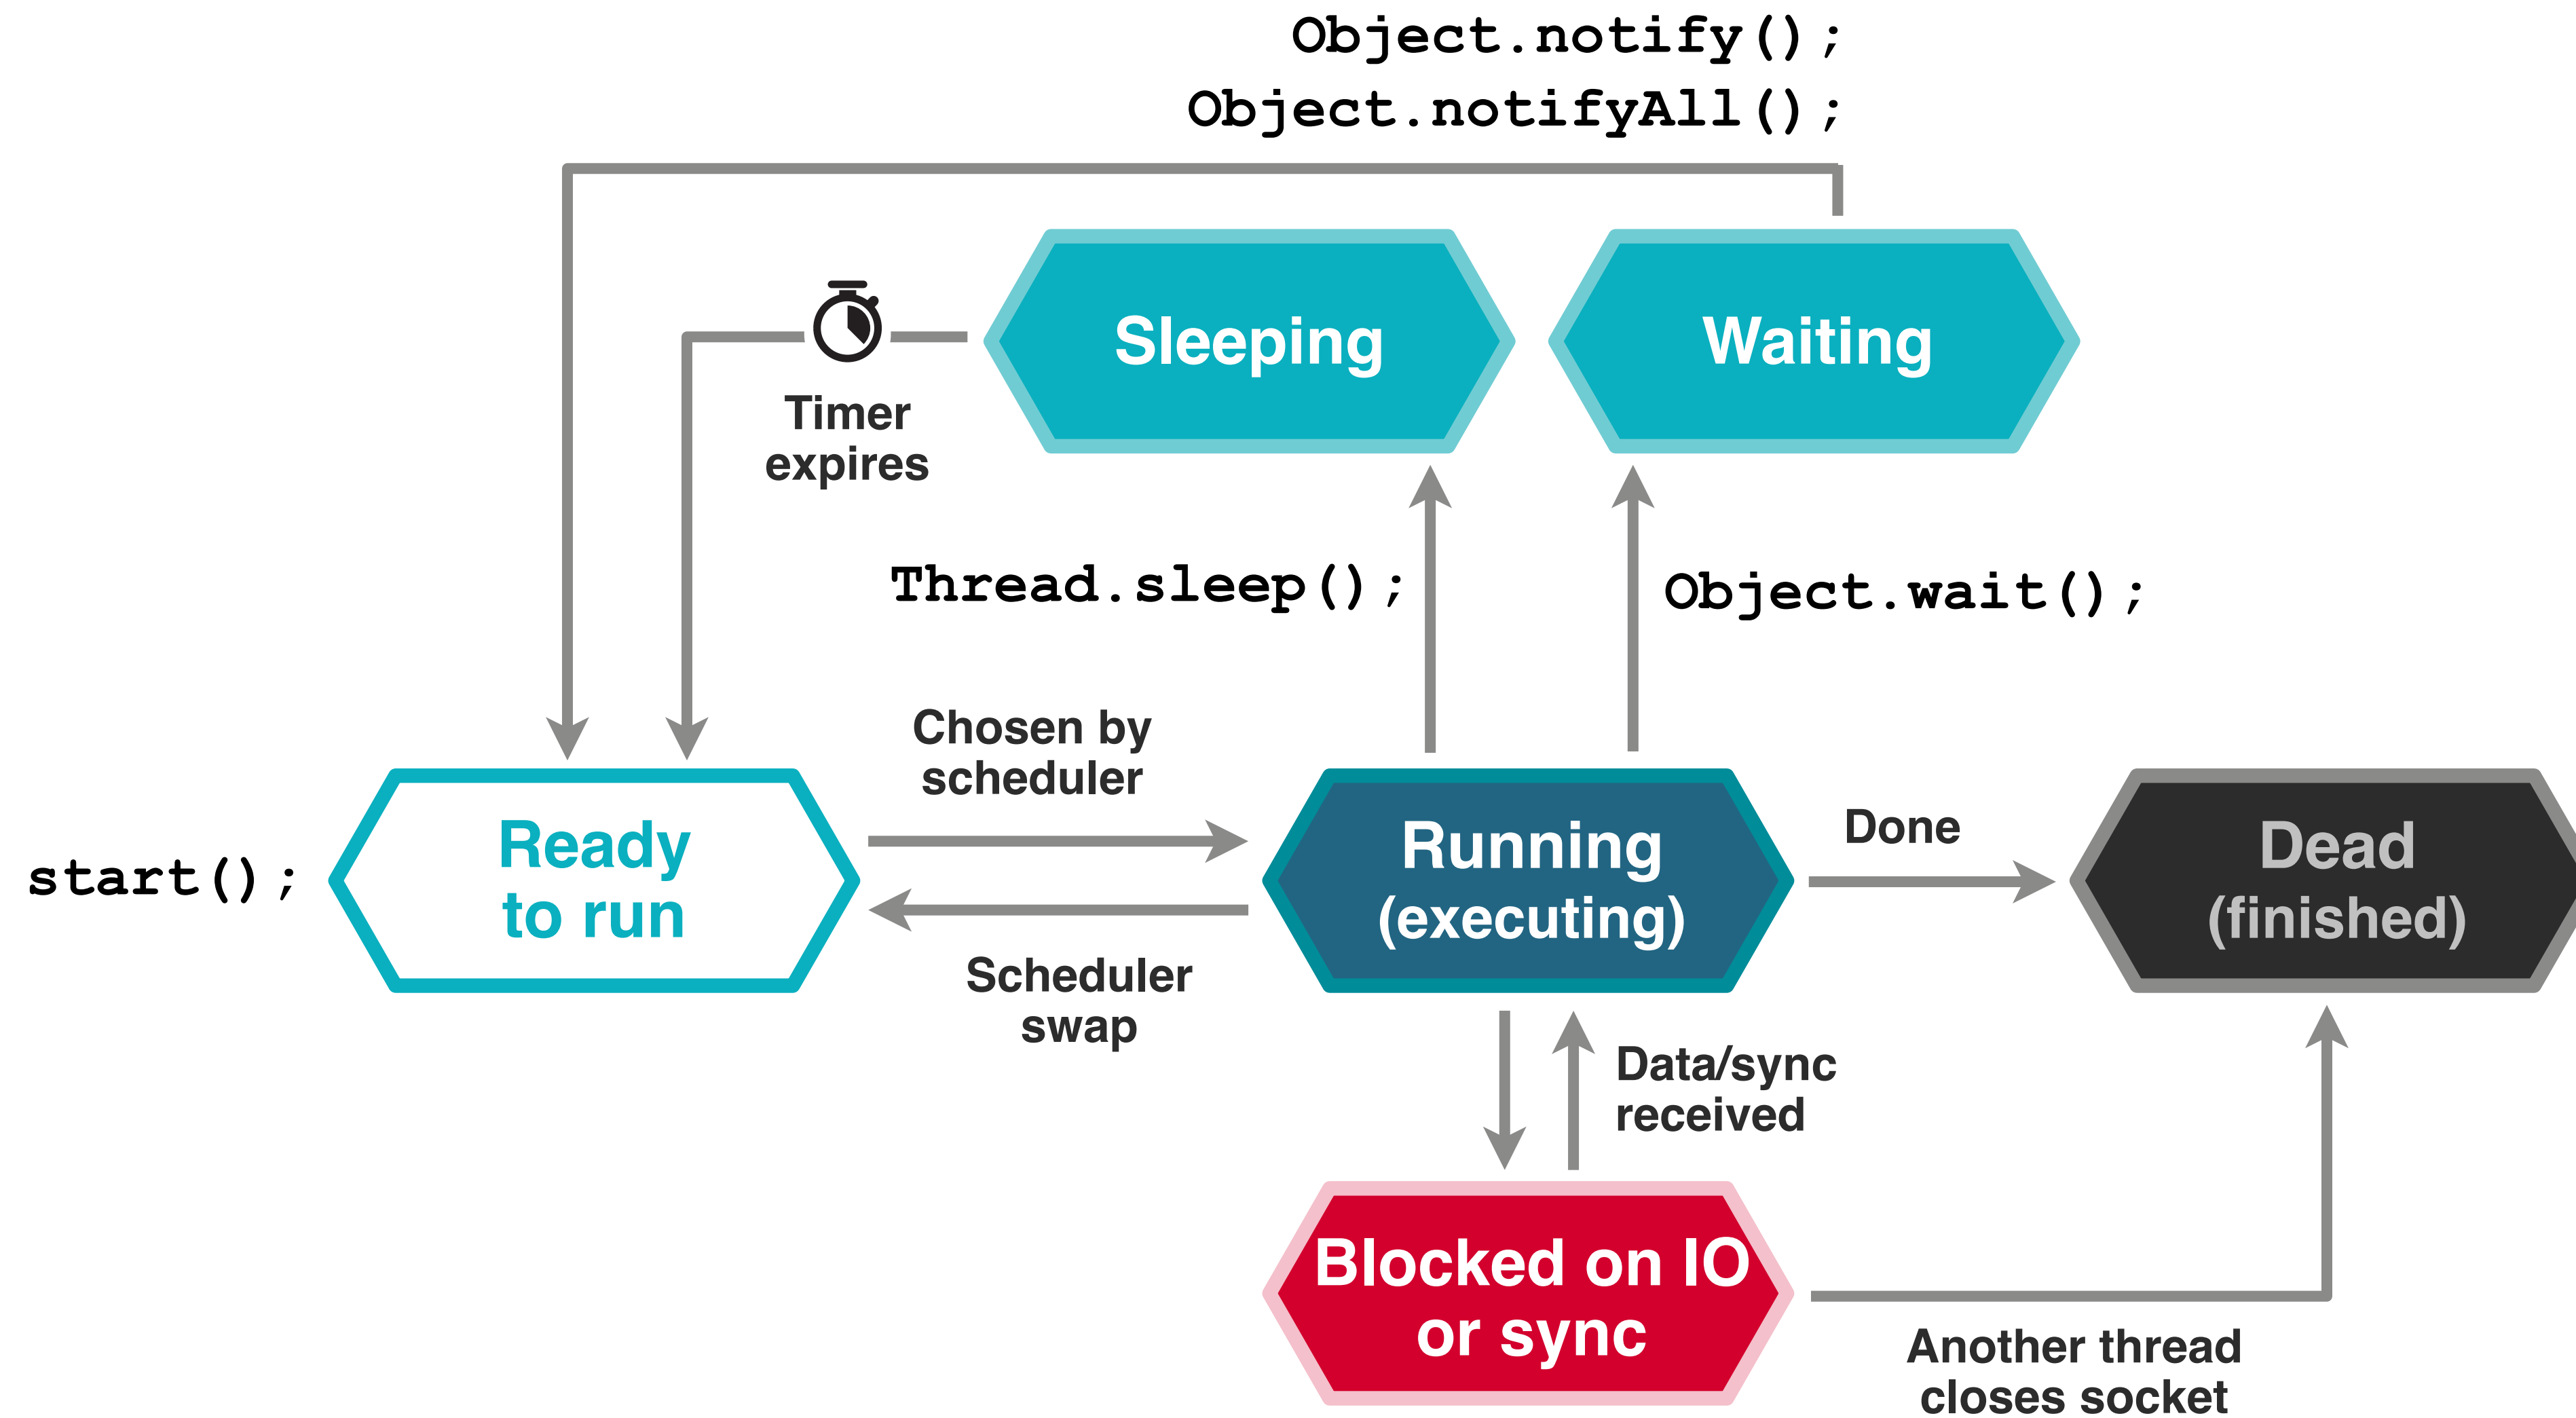 Object.notify();
Object.notifyAll();
Sleeping
Waiting
Timer
expires
Thread.sleep();
Object.wait();
Chosen by
scheduler
start();
Ready
to run
Running
(executing)
Done
Dead
(finished)
Scheduler
swap
Data/sync
received
Blocked on IO
or sync
Another thread
closes socket